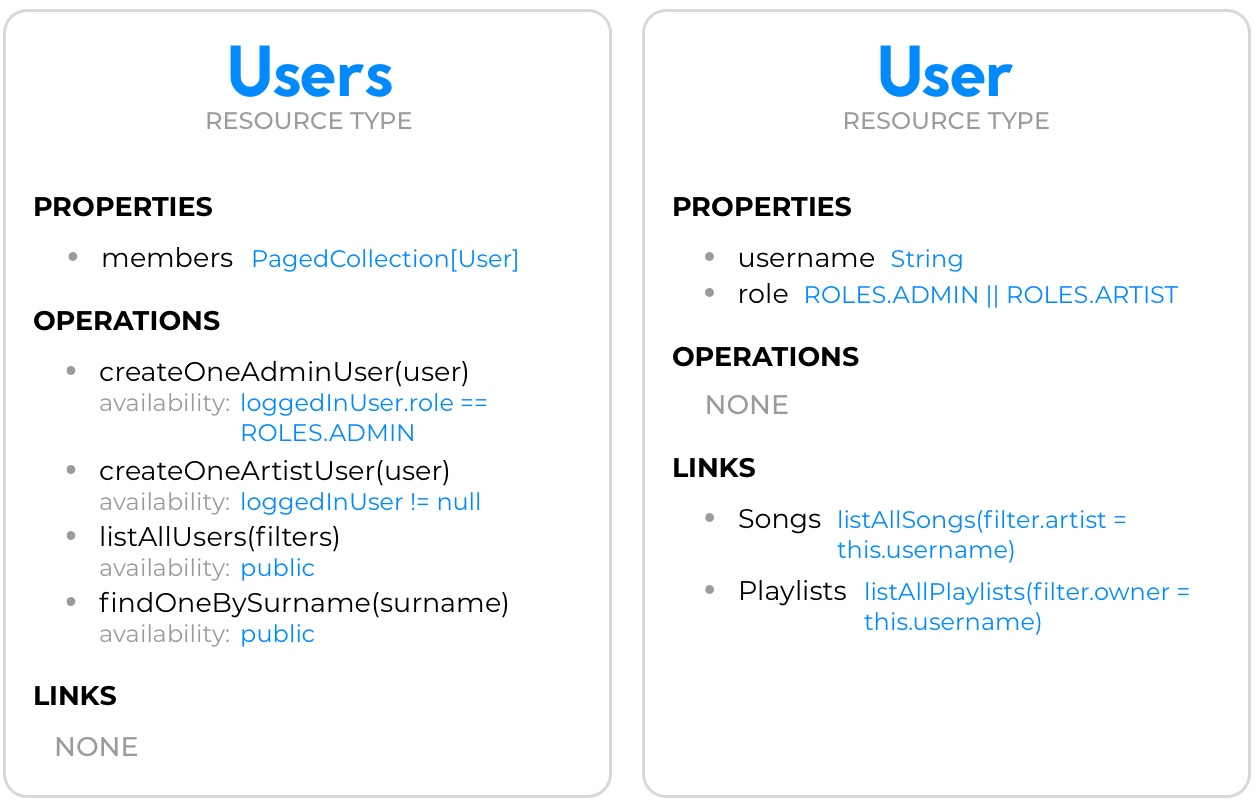 Users
RESOURCE TYPE
PROPERTIES
members PagedCollection[User]
OPERATIONS
createOneAdminUser(user)
availability: loggedInUser.role ==
ROLES.ADMIN
createOneArtistUser(user)
availability: loggedInUser != null
listAllUsers(filters)
availability: public
findOneBySurname(surname)
availability: public
LINKS
NONE
User
RESOURCE TYPE
PROPERTIES
username String
role ROLES.ADMIN || ROLES.ARTIST
OPERATIONS
NONE
LINKS
Songs listAllSongs(filter.artist =
this.username)
Playlists listAllPlaylists(filter.owner =
this.username)